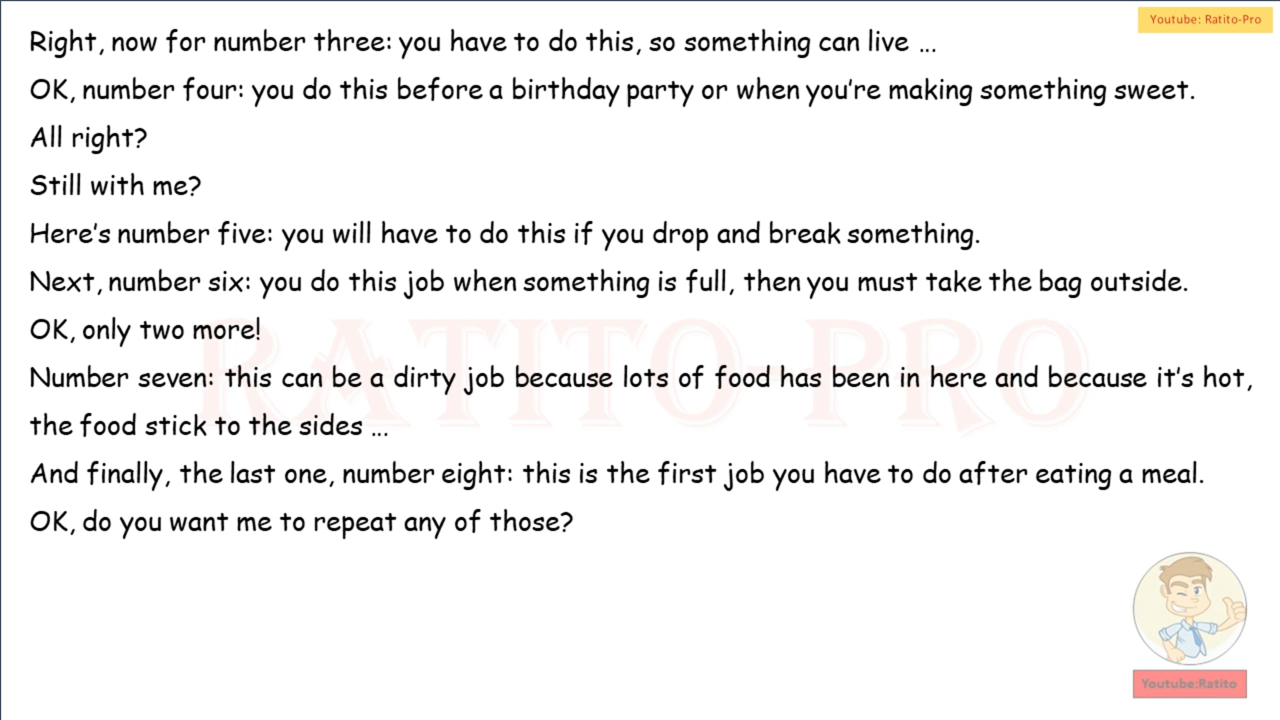 Youtube: Ratito-Pro
Right, now for number three: you have to do this, so something can live ...
OK, number four: you do this before a birthday party or when you're making something sweet.
All right?
Still with me?
Here's number five: you will have to do this if you drop and break something.
Next, number six: you do this job when something is full, then you must take the bag outside.
OK, only two more!
RATITO-PRO
Number seven: this can be a dirty job because lots of food has been in here and because it's hot,
the food stick to the sides ...
And finally, the last one, number eight: this is the first job you have to do after eating a meal.
OK, do you want me to repeat any of those?
Youtube:Ratito